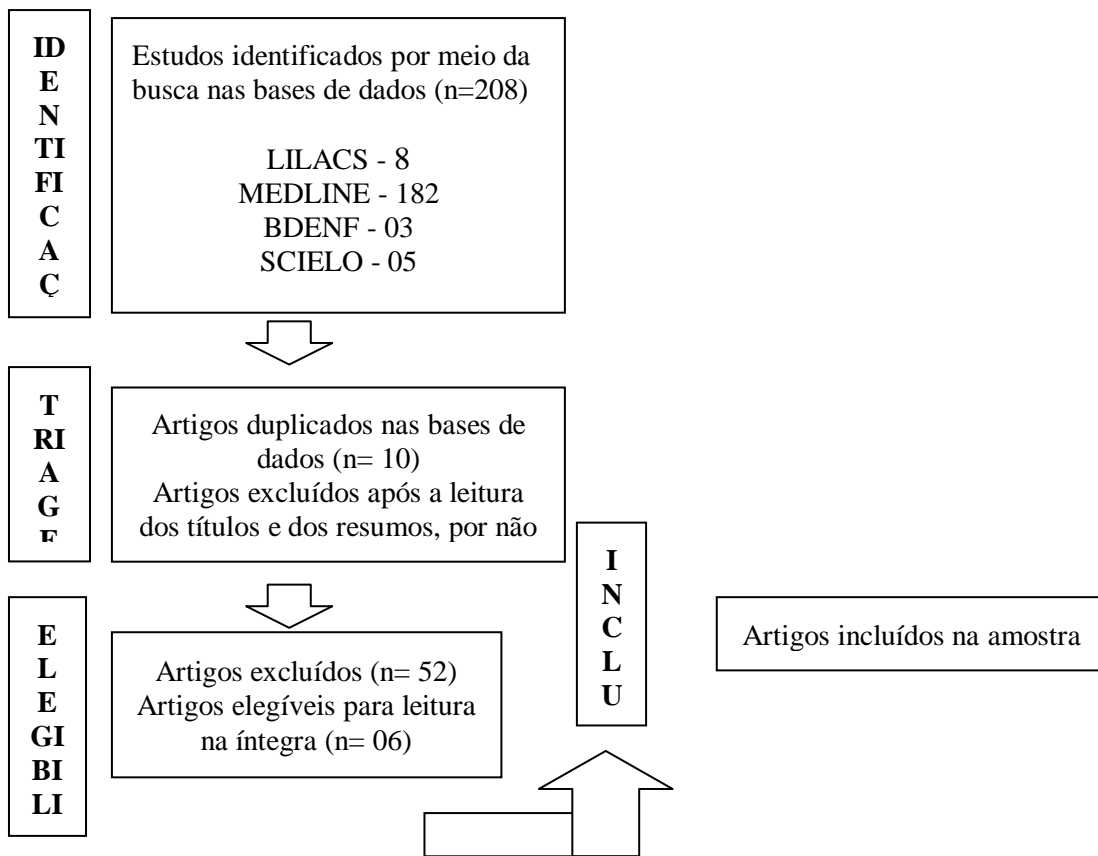 ID
E
N
TI
FI
C
A
Ç
Estudos identificados por meio da
busca nas bases de dados (n=208)
LILACS - 8
MEDLINE - 182
BDENF - 03
SCIELO - 05
T
RI
A
G
E
Artigos duplicados nas bases de
dados (n= 10)
Artigos excluídos após a leitura
dos títulos e dos resumos, por não
E
L
E
GI
BI
LI
Artigos excluídos (n= 52)
Artigos elegíveis para leitura
na íntegra (n= 06)
I
N
C
L
U
Artigos incluídos na amostra